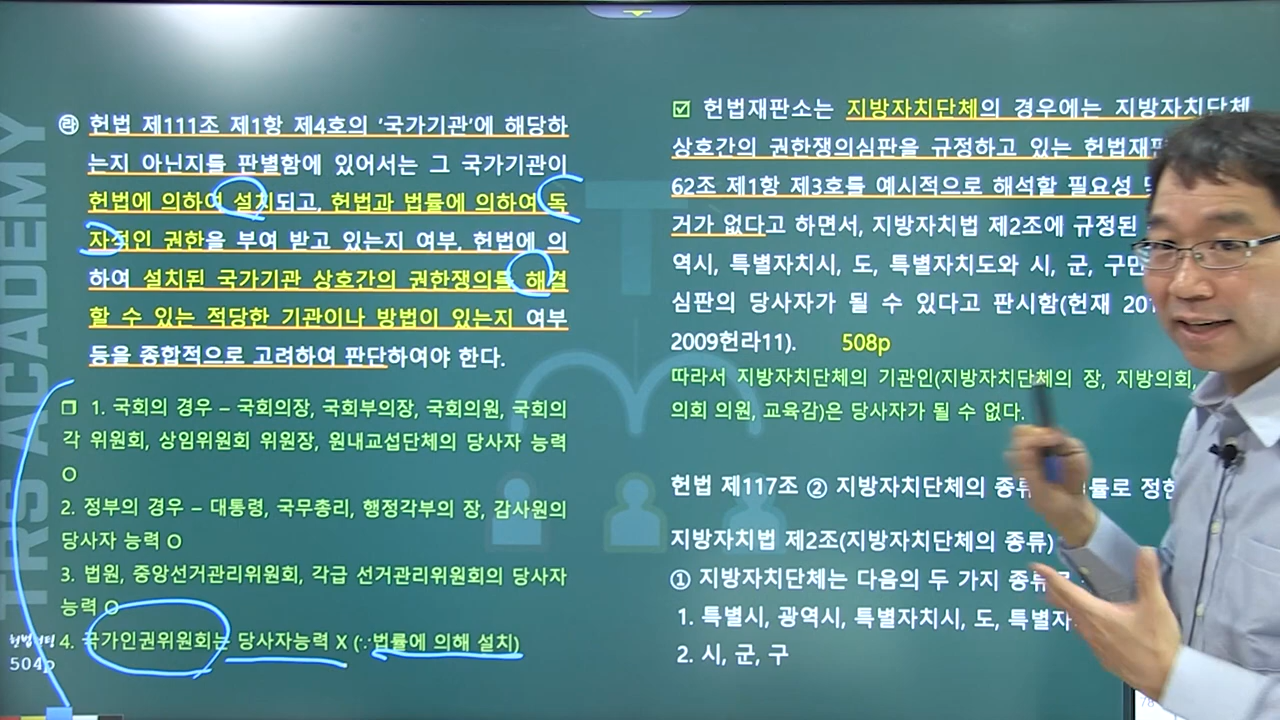 TRS ACADEMY
㉱ 헌법 제111조 제1항 제4호의 '국가기관'에 해당하
는지 아닌지를 판별함에 있어서는 그 국가기관이
헌법에 의하여 설치되고, 헌법과 법률에 의하여 독
자적인 권한을 부여 받고 있는지 여부, 헌법에 의
하여 설치된 국가기관 상호간의 권한쟁의를 해결
할 수 있는 적당한 기관이나 방법이 있는지 여부
등을 종합적으로 고려하여 판단하여야 한다.
❒ 1. 국회의 경우 – 국회의장, 국회부의장, 국회의원, 국회의
각 위원회, 상임위원회 위원장, 원내교섭단체의 당사자 능력
O
2. 정부의 경우 – 대통령, 국무총리, 행정각부의 장, 감사원의
당사자 능력 O
3. 법원, 중앙선거관리위원회, 각급 선거관리위원회의 당사자
능력 O
4. 국가인권위원회는 당사자능력 X (∵법률에 의해 설치)
504p
☑ 헌법재판소는 지방자치단체의 경우에는 지방자치단체
상호간의 권한쟁의심판을 규정하고 있는 헌법재판
62조 제1항 제3호를 예시적으로 해석할 필요성 및
거가 없다고 하면서, 지방자치법 제2조에 규정된
역시, 특별자치시, 도, 특별자치도와 시, 군, 구만
심판의 당사자가 될 수 있다고 판시함(헌재 201
2009헌라11). 508p
따라서 지방자치단체의 기관인(지방자치단체의 장, 지방의회,
의회 의원, 교육감)은 당사자가 될 수 없다.
헌법 제117조 ② 지방자치단체의 종류 률로 정한
지방자치법 제2조(지방자치단체의 종류)
① 지방자치단체는 다음의 두 가지 종류로
1. 특별시, 광역시, 특별자치시, 도, 특별자
2. 시, 군, 구